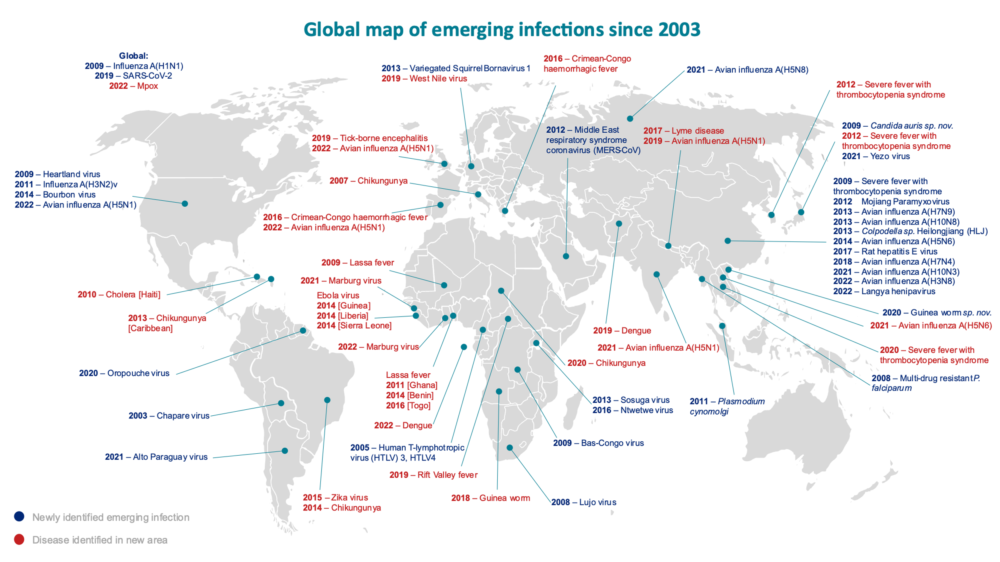 Global map of emerging infections since 2003
Global:
2009 – Influenza A(H1N1)
2019 – SARS-CoV-2
2022 – Mpox
2013 – Variegated Squirrel Bornavirus 1
2019 – West Nile virus
2016 – Crimean-Congo
haemorrhagic fever
2021 – Avian influenza A(H5N8)
2012 – Severe fever with
thrombocytopenia syndrome
2009 – Candida auris sp. nov.
2012 – Severe fever with
thrombocytopenia syndrome
2021 – Yezo virus
2019 – Tick-borne encephalitis
2022 – Avian influenza A(H5N1)
2012 – Middle East
respiratory syndrome
coronavirus (MERS-CoV)
2017 – Lyme disease
2019 – Avian influenza A(H5N1)
2009 – Heartland virus
2011 – Influenza A(H3N2)v
2014 – Bourbon virus
2022 – Avian influenza A(H5N1)
2007 – Chikungunya
2016 – Crimean-Congo haemorrhagic fever
2022 – Avian influenza A(H5N1)
2009 – Severe fever with
thrombocytopenia syndrome
2012 Mojiang Paramyxovirus
2013 – Avian influenza A(H7N9)
2013 – Avian influenza A(H10N8)
2013 – Colpodella sp. Heilongjiang (HLJ)
2014 – Avian influenza A(H5N6)
2017 – Rat hepatitis E virus
2018 – Avian influenza A(H7N4)
2021 – Avian influenza A(H10N3)
2022 – Avian influenza A(H3N8)
2022 – Langya henipavirus
2009 – Lassa fever
2021 – Marburg virus
Ebola virus
2014 [Guinea]
2014 [Liberia]
2014 [Sierra Leone]
2010 – Cholera [Haiti]
2013 – Chikungunya
[Caribbean]
2022 – Marburg virus
2020 – Guinea worm sp. nov.
2021 – Avian influenza A(H5N6)
2019 – Dengue
2021 – Avian influenza A(H5N1)
2020 – Chikungunya
2020 – Severe fever with
thrombocytopenia syndrome
2008 – Multi-drug resistant P.
falciparum
2020 – Oropouche virus
Lassa fever
2011 [Ghana]
2014 [Benin]
2016 [Togo]
2013 – Sosuga virus
2016 – Ntwetwe virus
2011 – Plasmodium
cynomolgi
2003 – Chapare virus
2022 – Dengue
2009 – Bas-Congo virus
2005 – Human T-lymphotropic
virus (HTLV) 3, HTLV4
2021 – Alto Paraguay virus
2019 – Rift Valley fever
2015 – Zika virus
2014 – Chikungunya
2018 – Guinea worm
2008 – Lujo virus
Newly identified emerging infection
Disease identified in new area